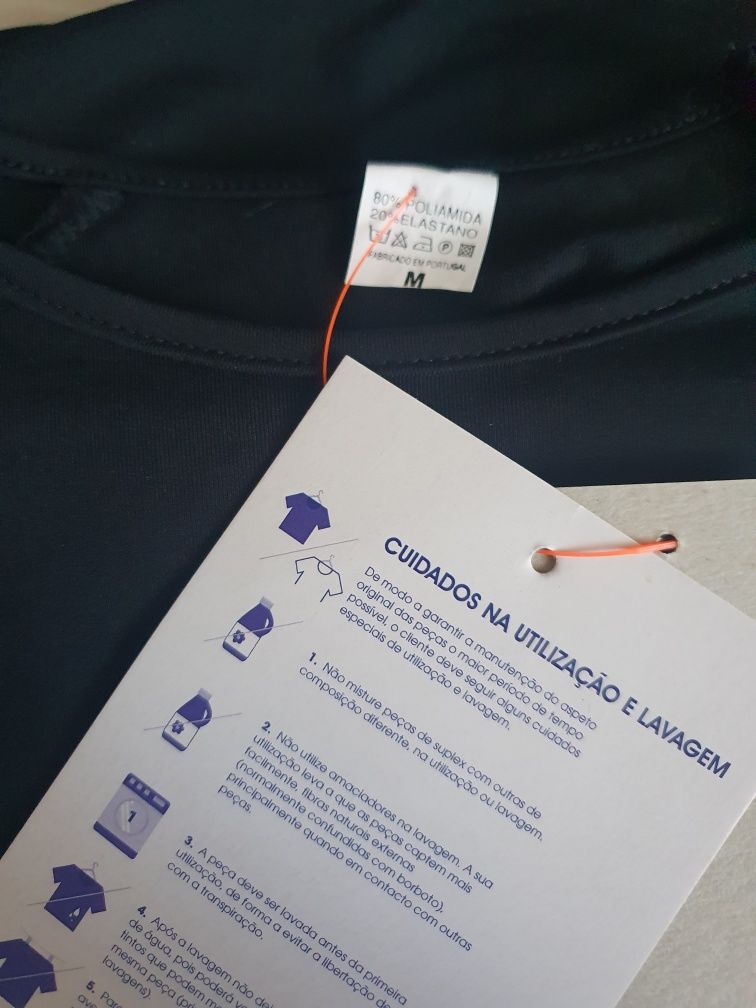 80% POLIAMIDA
20% ELASTANO
FABRICADO EM PORTUGAL
M
CUIDADOS NA UTILIZAÇÃO E LAVAGEM
De modo a garantir a manutenção do aspeto
original das peças o maior período de tempo
possível, o cliente deve seguir alguns cuidados
especiais de utilização e lavagem.
1. Não misture peças de suplex com outras de
composição diferente, na utilização ou lavagem.
2. Não utilize amaciadores na lavagem. A sua
utilização leva a que as peças captem mais
facilmente, fibras naturais externas
(normalmente confundidas com borboto),
principalmente quando em contacto com outras
peças.
1
3. A peça deve ser lavada antes da primeira
utilização, de forma a evitar a libertação de
com a transpiração.
4. Após a lavagem não
de água, pois poderá
tintos que podem
mesma peça
lavagens).
5.